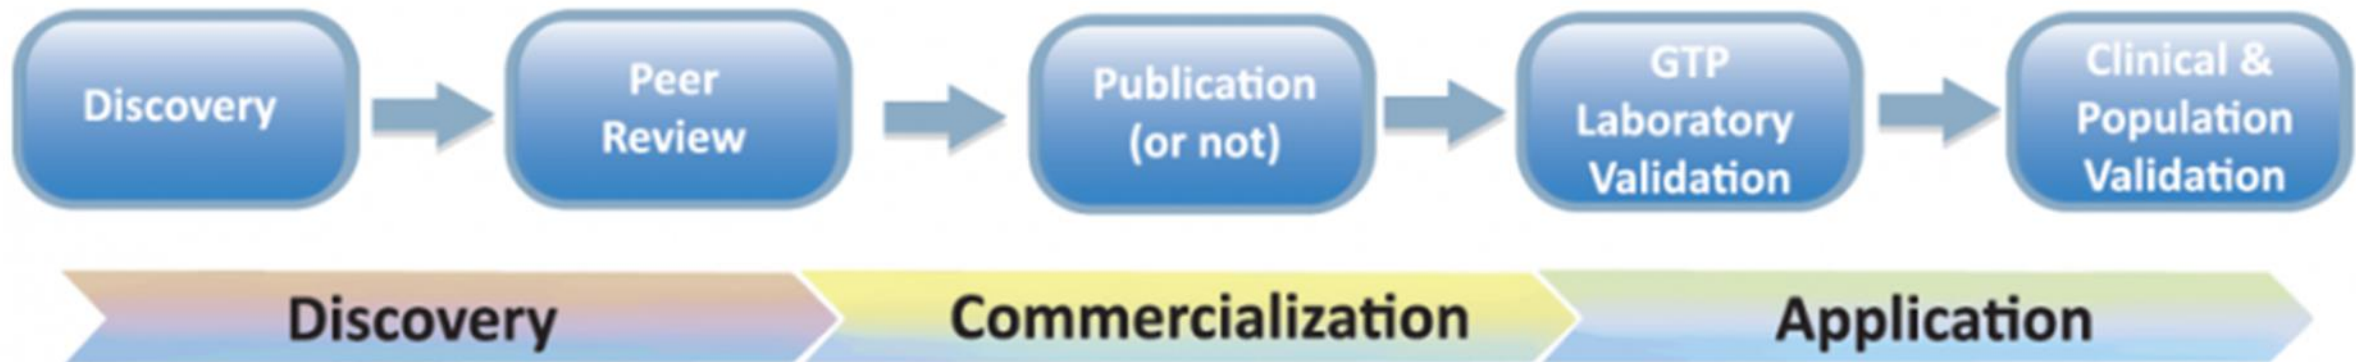 Discovery
Peer
Review
Publication
(or not)
GTP
Laboratory
Validation
Clinical &
Population
Validation
Discovery
Commercialization
Application